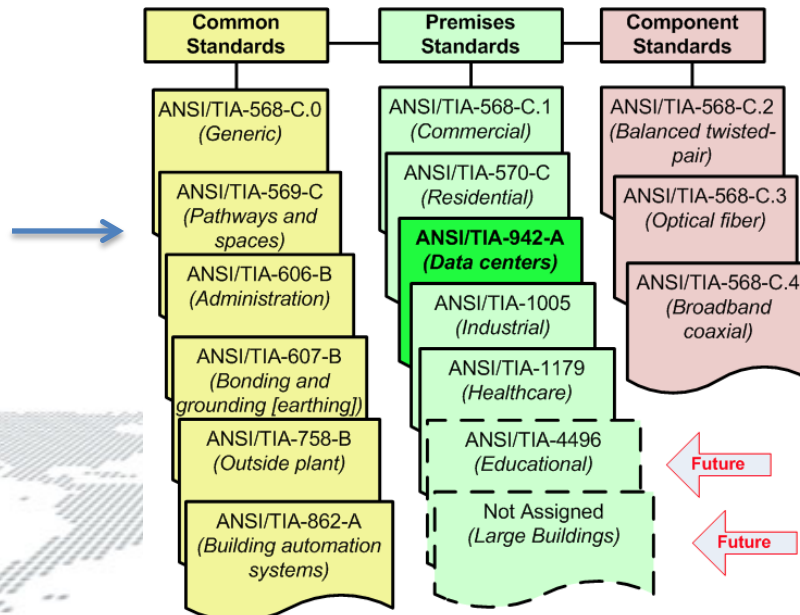 Common
Standards
Premises
Standards
Component
Standards
ANSI/TIA-568-C.0
(Generic)
ANSI/TIA-569-C
(Pathways and
spaces)
ANSI/TIA-606-B
(Administration)
ANSI/TIA-607-B
(Bonding and
grounding [earthing])
ANSI/TIA-758-B
(Outside plant)
ANSI/TIA-862-A
(Building automation
systems)
ANSI/TIA-568-C.1
(Commercial)
ANSI/TIA-570-C
(Residential)
ANSI/TIA-942-A
(Data centers)
ANSI/TIA-1005
(Industrial)
ANSI/TIA-1179
(Healthcare)
ANSI/TIA-4496
(Educational)
Future
Not Assigned
(Large Buildings)
Future
ANSI/TIA-568-C.2
(Balanced twisted-
pair)
ANSI/TIA-568-C.3
(Optical fiber)
ANSI/TIA-568-C.4
(Broadband
coaxial)